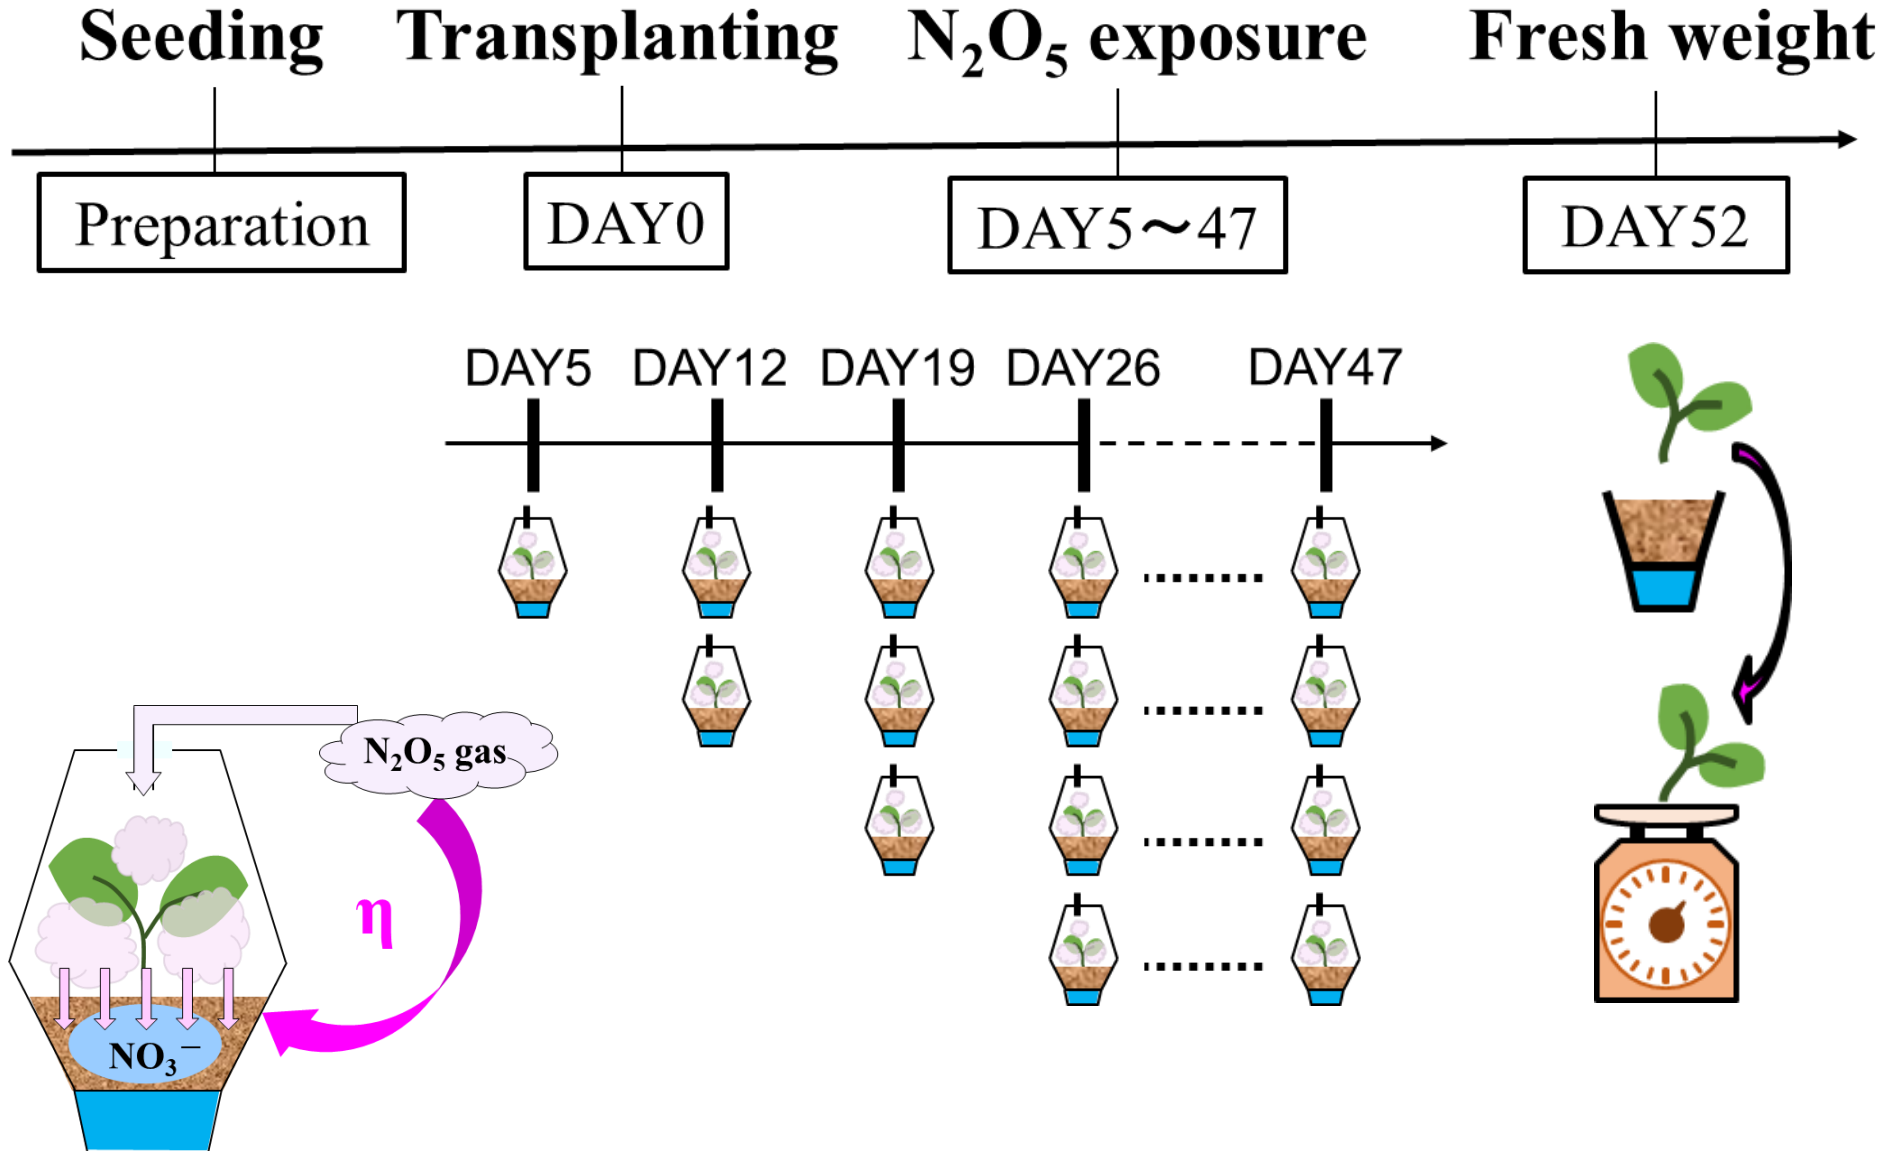 Seeding
Transplanting
N₂O₅ exposure
Fresh weight
Preparation
DAY0
DAY5～47
DAY52
DAY5
DAY12
DAY19
DAY26
DAY47
N₂O₅ gas
η
NO₃⁻